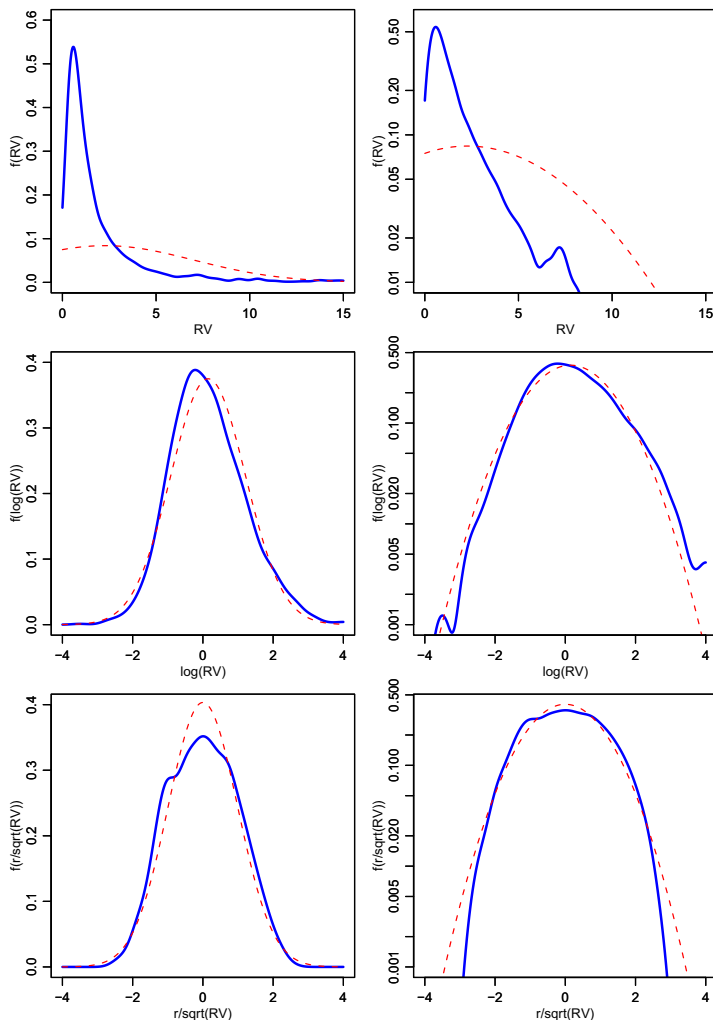 f(RV)
0.0 0.1 0.2 0.3 0.4 0.5 0.6
0 5 10 15
RV
f(RV)
0.01 0.02 0.05 0.10 0.20 0.50
0 5 10 15
RV
f(log(RV))
0.0 0.1 0.2 0.3 0.4
−4 −2 0 2 4
log(RV)
f(log(RV))
0.001 0.005 0.020 0.100 0.500
−4 −2 0 2 4
log(RV)
f(r/sqrt(RV))
0.0 0.1 0.2 0.3 0.4
−4 −2 0 2 4
r/sqrt(RV)
f(r/sqrt(RV))
0.001 0.005 0.020 0.100 0.500
−4 −2 0 2 4
r/sqrt(RV)